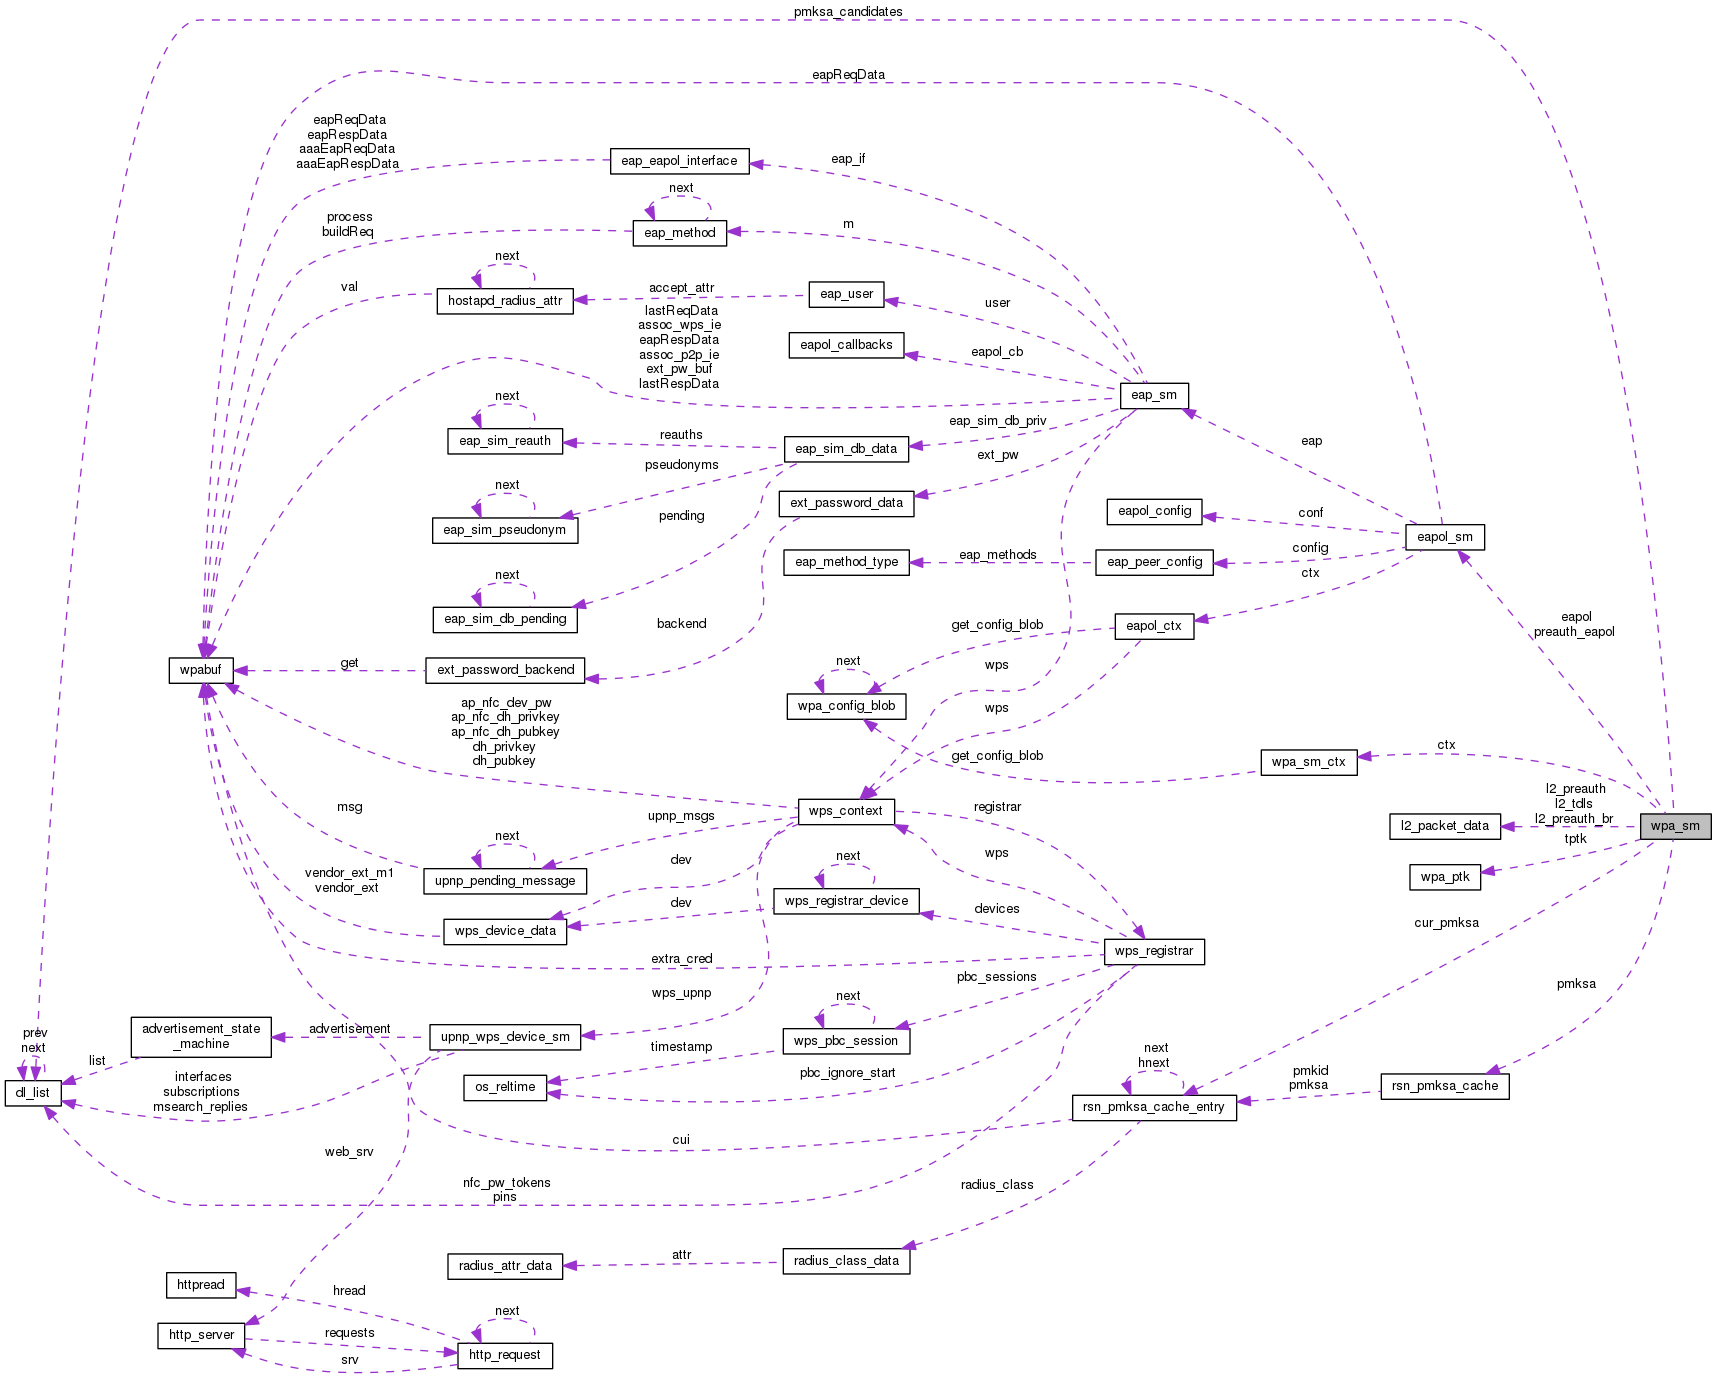 pmksa_candidates
eapReqData
eapReqData
eapRespData
aaaEapReqData
aaaEapRespData
eap_eapol_interface
eap_if
next
process
buildReq
eap_method
m
next
val
hostapd_radius_attr
accept_attr
eap_user
user
lastReqData
assoc_wps_ie
eapRespData
assoc_p2p_ie
ext_pw_buf
lastRespData
eapol_callbacks
eapol_cb
eap_sm
next
eap_sim_reauth
reauths
eap_sim_db_data
eap_sim_db_priv
eap
pseudonyms
ext_pw
next
eap_sim_pseudonym
pending
ext_password_data
eapol_config
conf
eapol_sm
next
eap_method_type
eap_methods
eap_peer_config
config
ctx
eap_sim_db_pending
backend
get_config_blob
eapol_ctx
eapol
preauth_eapol
wpabuf
get
ext_password_backend
next
wps
wpa_config_blob
wps
ap_nfc_dev_pw
ap_nfc_dh_privkey
ap_nfc_dh_pubkey
dh_privkey
dh_pubkey
get_config_blob
wpa_sm_ctx
ctx
msg
upnp_msgs
wps_context
registrar
l2_packet_data
l2_preauth
l2_tdls
l2_preauth_br
wpa_sm
tptk
next
upnp_pending_message
dev
next
wps
wpa_ptk
vendor_ext_m1
vendor_ext
wps_registrar_device
dev
devices
cur_pmksa
wps_device_data
extra_cred
wps_registrar
wps_upnp
pbc_sessions
pmksa
next
advertisement_state
_machine
advertisement
upnp_wps_device_sm
wps_pbc_session
prev
next
list
timestamp
next
hnext
dl_list
interfaces
subscriptions
msearch_replies
os_reltime
pbc_ignore_start
rsn_pmksa_cache_entry
pmkid
pmksa
rsn_pmksa_cache
cui
web_srv
nfc_pw_tokens
pins
radius_class
radius_attr_data
attr
radius_class_data
httpread
hread
next
http_server
requests
srv
http_request